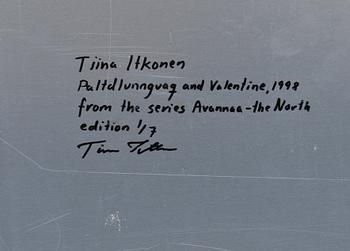 Tiina Itkonen
Paltdlunnguaq and Valentine, 1998
from the series Avannaa-the North
edition 1/7